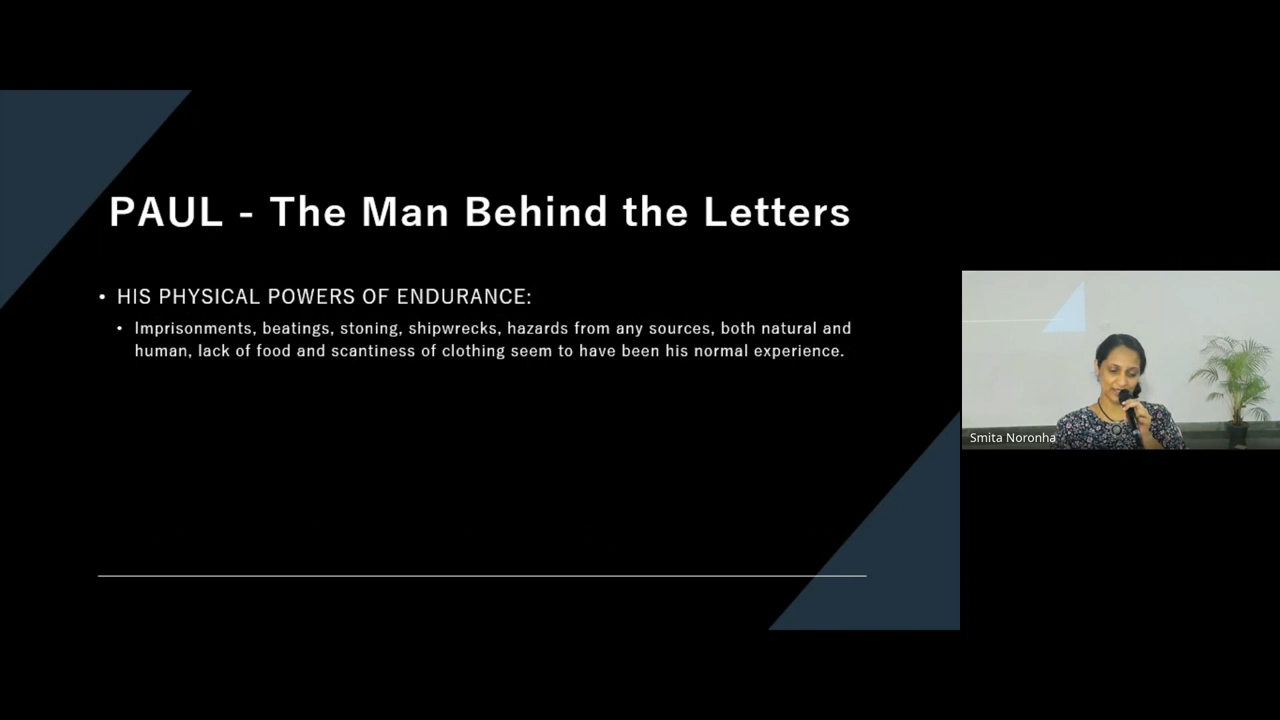 PAUL - The Man Behind the Letters
• HIS PHYSICAL POWERS OF ENDURANCE:
• Imprisonments, beatings, stoning, shipwrecks, hazards from any sources, both natural and
human, lack of food and scantiness of clothing seem to have been his normal experience.
Smita Noronha